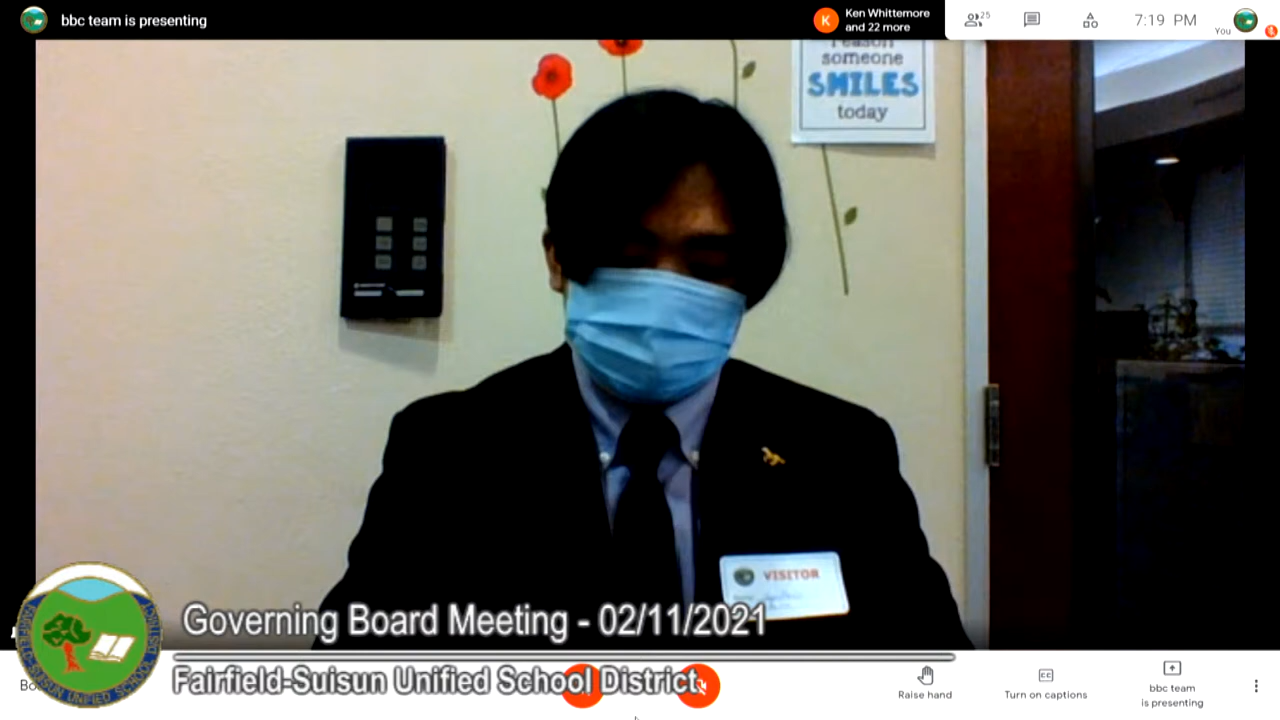 bbc team is presenting
Ken Whittemore
and 22 more
K
25
7:19 PM
You
reason
someone
SMILES
today
VISITOR
Governing Board Meeting - 02/11/2021
Fairfield-Suisun Unified School District
Raise hand
CC
Turn on captions
bbc team
is presenting